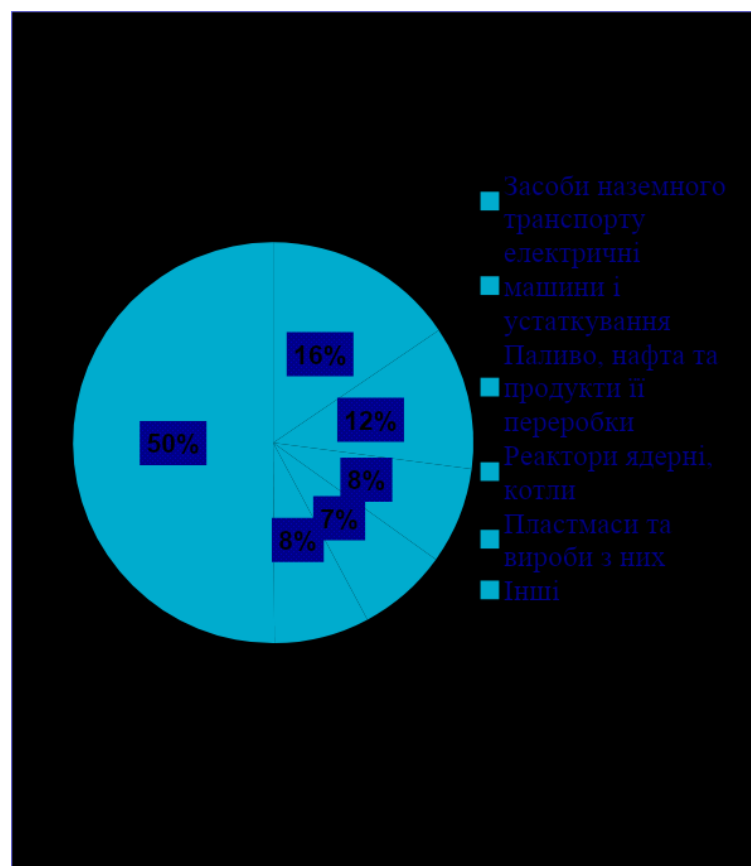 16%
12%
8%
7%
8%
50%
Засоби наземного
транспорту
електричні
машини і
устаткування
Паливо, нафта та
продукти її
переробки
Реактори ядерні,
котли
Пластмаси та
вироби з них
Інші